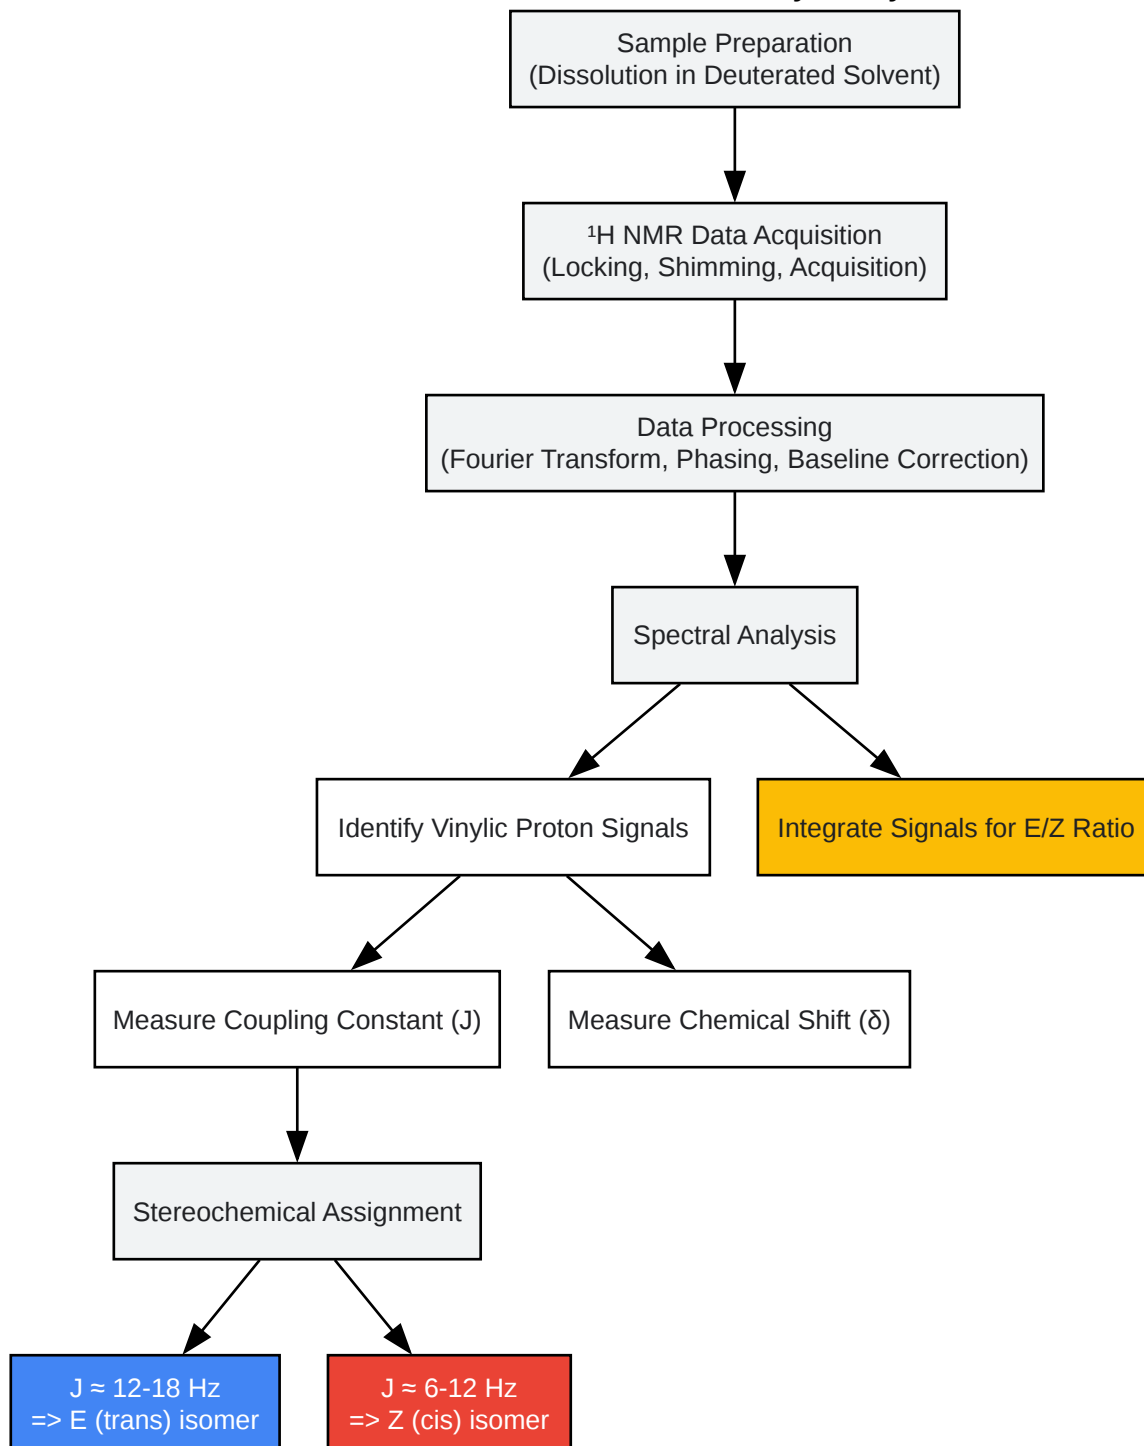 Sample Preparation
(Dissolution in Deuterated Solvent)
¹H NMR Data Acquisition
(Locking, Shimming, Acquisition)
Data Processing
(Fourier Transform, Phasing, Baseline Correction)
Spectral Analysis
Identify Vinylic Proton Signals
Integrate Signals for E/Z Ratio
Measure Coupling Constant (J)
Measure Chemical Shift (δ)
Stereochemical Assignment
J ≈ 12-18 Hz
=> E (trans) isomer
J ≈ 6-12 Hz
=> Z (cis) isomer